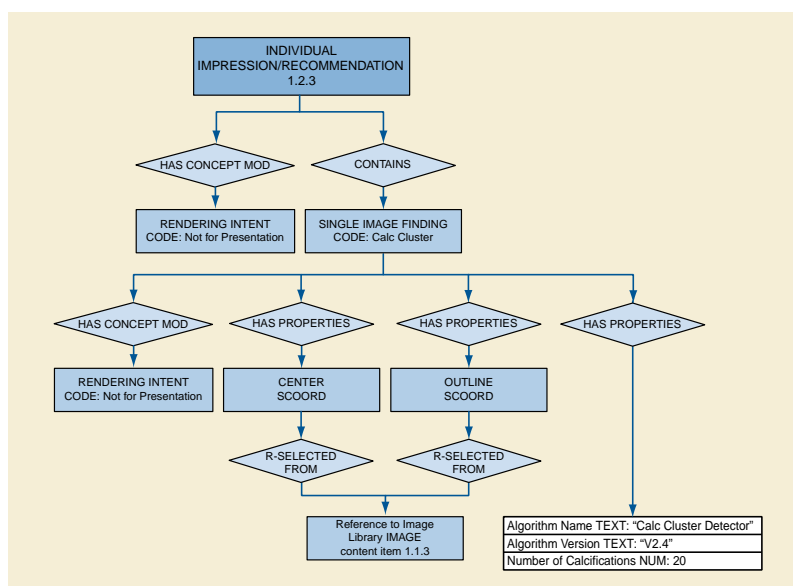 INDIVIDUAL
IMPRESSION/RECOMMENDATION
1.2.3
HAS CONCEPT MOD
CONTAINS
RENDERING INTENT
CODE: Not for Presentation
SINGLE IMAGE FINDING
CODE: Calc Cluster
HAS CONCEPT MOD
HAS PROPERTIES
HAS PROPERTIES
HAS PROPERTIES
RENDERING INTENT
CODE: Not for Presentation
CENTER
SCOORD
OUTLINE
SCOORD
R-SELECTED
FROM
R-SELECTED
FROM
Reference to Image
Library IMAGE
content item 1.1.3
Algorithm Name TEXT: “Calc Cluster Detector”
Algorithm Version TEXT: “V2.4”
Number of Calcifications NUM: 20